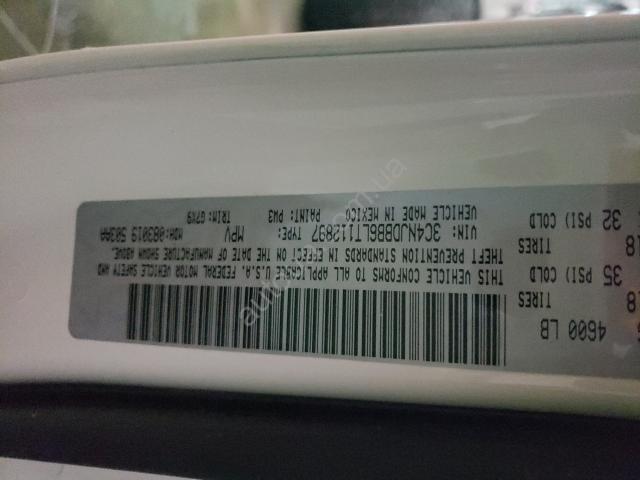 4600 LB
TIRES
35 PSI) COLD
TIRES
32 PSI) COLD
THIS VEHICLE CONFORMS TO ALL APPLICABLE U.S.A. FEDERAL MOTOR VEHICLE SAFETY AND
THEFT PREVENTION STANDARDS IN EFFECT ON THE DATE OF MANUFACTURE SHOWN ABOVE
VIN: 3C4NJDBB6LT112897 TYPE: MPV MDH:083019 503AA
VEHICLE MADE IN MEXICO PAINT: PW3 TRIM: G7X9